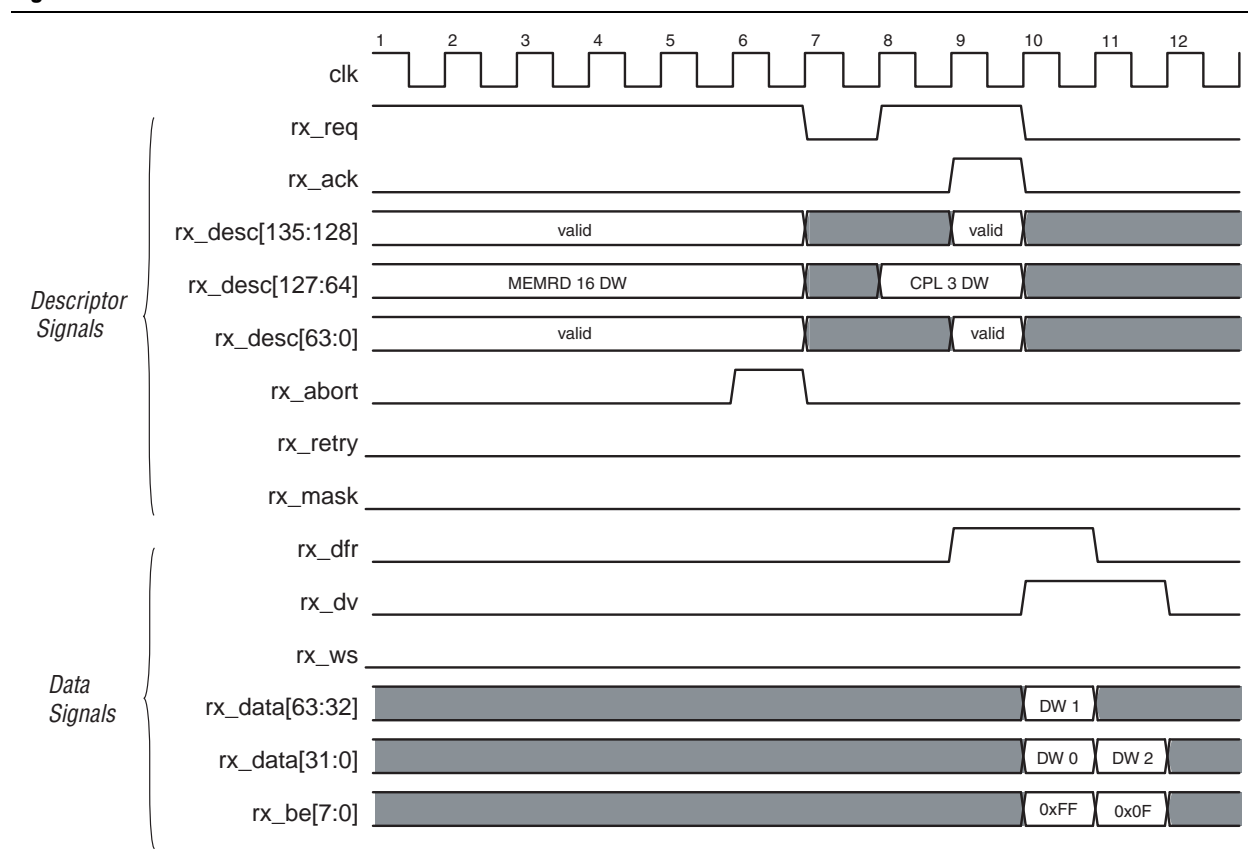 1 2 3 4 5 6 7 8 9 10 11 12
clk
rx_req
rx_ack
rx_desc[135:128] valid valid
rx_desc[127:64] MEMRD 16 DW CPL 3 DW
Descriptor
Signals
rx_desc[63:0] valid valid
rx_abort
rx_retry
rx_mask
rx_dfr
rx_dv
rx_ws
Data
Signals
rx_data[63:32] DW 1
rx_data[31:0] DW 0 DW 2
rx_be[7:0] 0xFF 0x0F